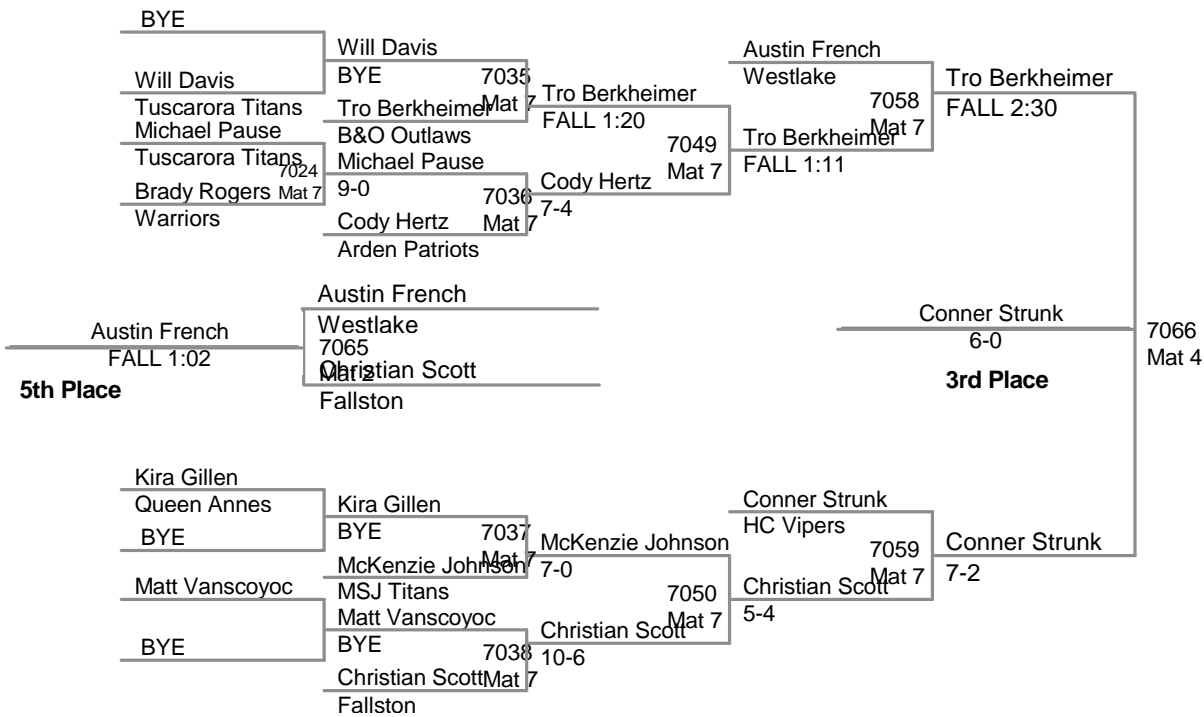 BYE
Will Davis
Tuscarora Titans
Michael Pause
Tuscarora Titans
7024
Mat 7
Brady Rogers
Warriors
Will Davis
BYE
7035
Mat 7
Tro Berkheimer
B&O Outlaws
Michael Pause
9-0
7036
Mat 7
Cody Hertz
Arden Patriots
Tro Berkheimer
FALL 1:20
7049
Mat 7
Cody Hertz
7-4
Austin French
Westlake
7058
Mat 7
Tro Berkheimer
FALL 1:11
Tro Berkheimer
FALL 2:30
Austin French
Westlake
7065
Mat 2
Christian Scott
Fallston
Austin French
FALL 1:02
5th Place
Conner Strunk
6-0
3rd Place
7066
Mat 4
Kira Gillen
Queen Annes
BYE
Matt Vanscoyoc
BYE
Kira Gillen
BYE
7037
Mat 7
McKenzie Johnson
MSJ Titans
Matt Vanscoyoc
BYE
7038
Mat 7
Christian Scott
Fallston
McKenzie Johnson
7-0
7050
Mat 7
Christian Scott
10-6
Conner Strunk
HC Vipers
7059
Mat 7
Christian Scott
5-4
Conner Strunk
7-2